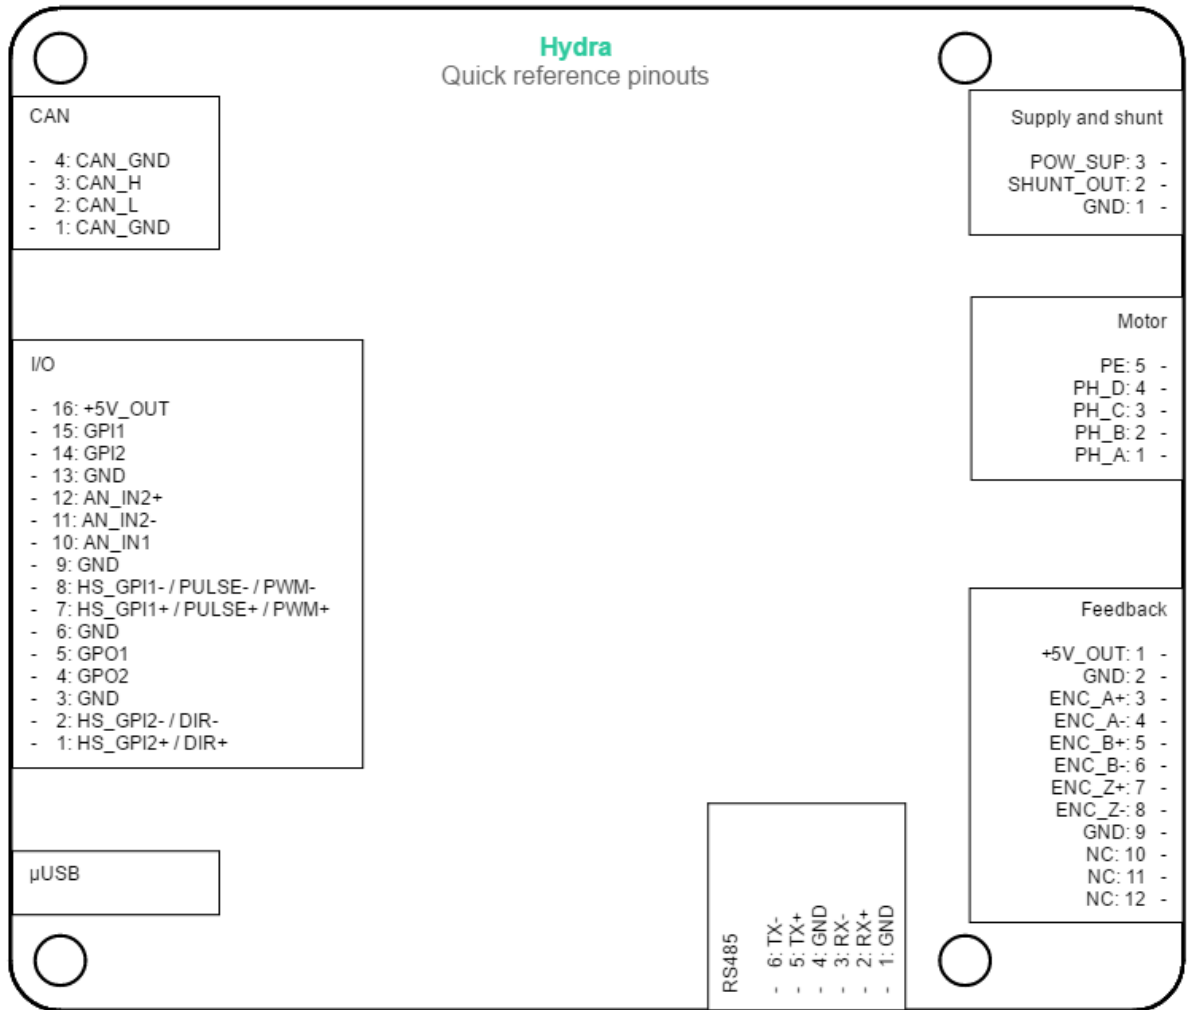 Hydra
Quick reference pinouts
CAN
- 4: CAN_GND
- 3: CAN_H
- 2: CAN_L
- 1: CAN_GND
Supply and shunt
POW_SUP: 3 -
SHUNT_OUT: 2 -
GND: 1 -
Motor
PE: 5 -
PH_D: 4 -
PH_C: 3 -
PH_B: 2 -
PH_A: 1 -
I/O
- 16: +5V_OUT
- 15: GPI1
- 14: GPI2
- 13: GND
- 12: AN_IN2+
- 11: AN_IN2-
- 10: AN_IN1
- 9: GND
- 8: HS_GPI1- / PULSE- / PWM-
- 7: HS_GPI1+ / PULSE+ / PWM+
- 6: GND
- 5: GPO1
- 4: GPO2
- 3: GND
- 2: HS_GPI2- / DIR-
- 1: HS_GPI2+ / DIR+
Feedback
+5V_OUT: 1 -
GND: 2 -
ENC_A+: 3 -
ENC_A-: 4 -
ENC_B+: 5 -
ENC_B-: 6 -
ENC_Z+: 7 -
ENC_Z-: 8 -
GND: 9 -
NC: 10 -
NC: 11 -
NC: 12 -
µUSB
RS485
- 6: TX-
- 5: TX+
- 4: GND
- 3: RX-
- 2: RX+
- 1: GND